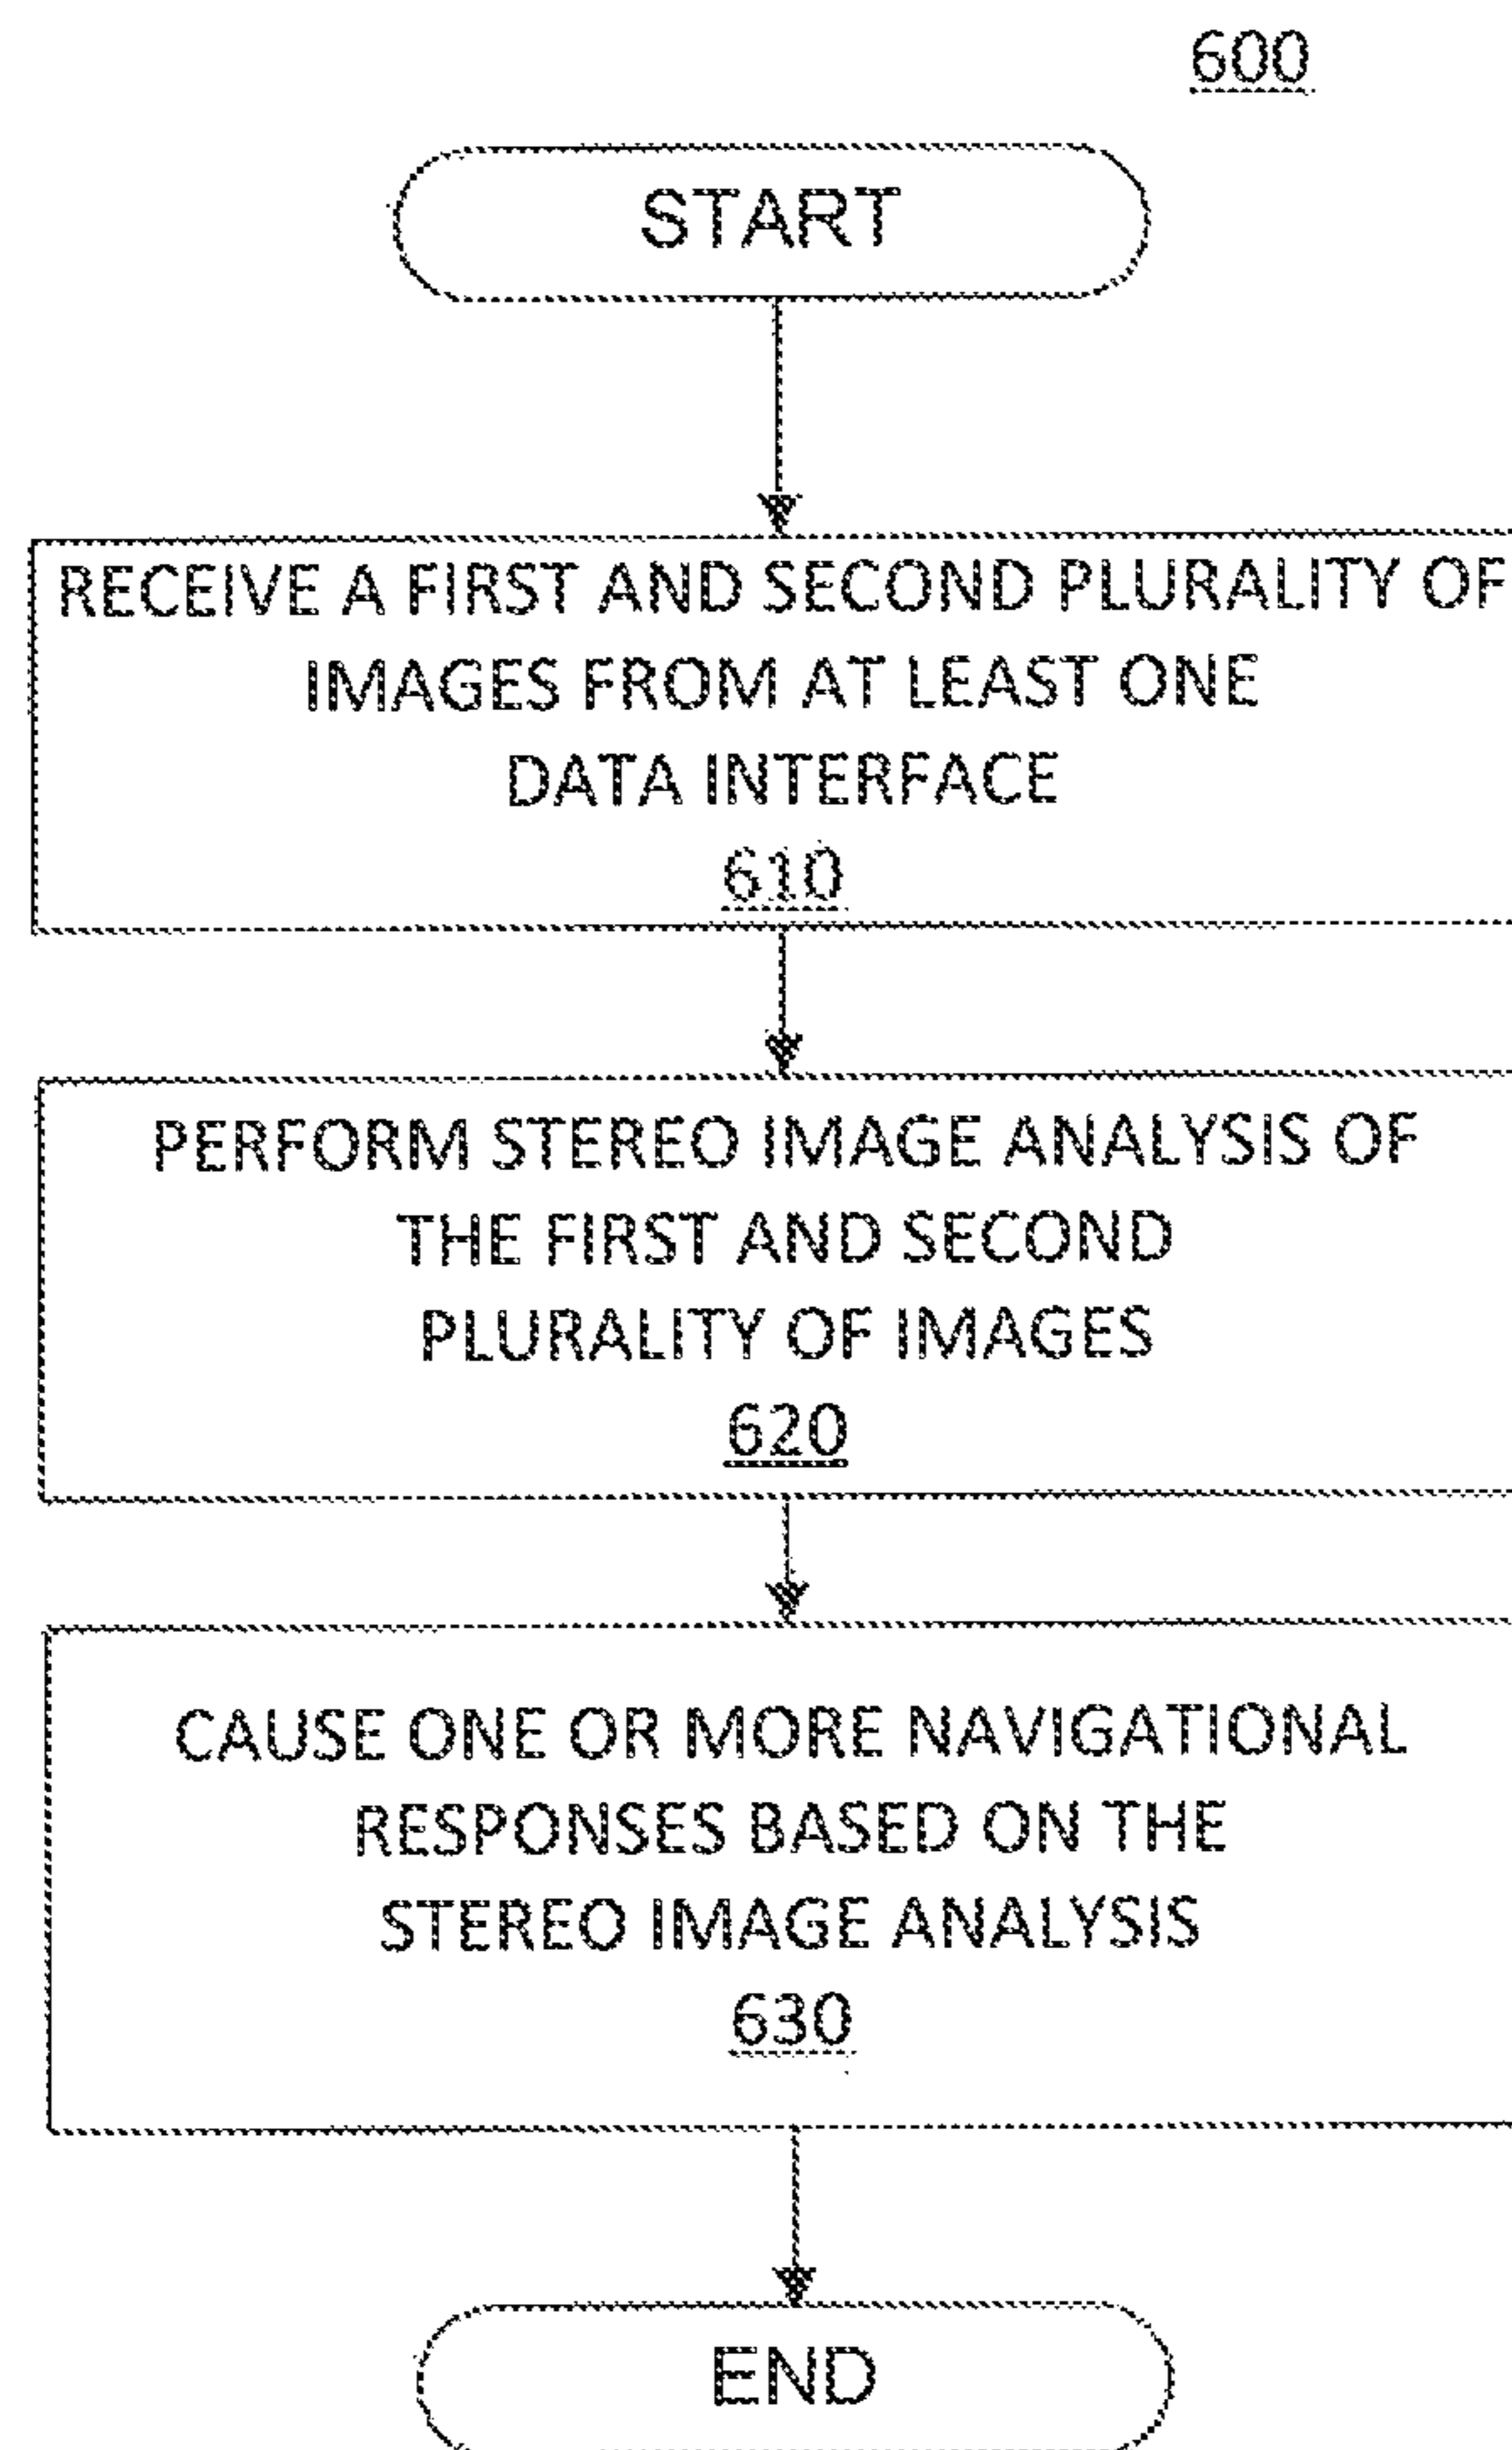 600
START
RECEIVE A FIRST AND SECOND PLURALITY OF
IMAGES FROM AT LEAST ONE
DATA INTERFACE
610
PERFORM STEREO IMAGE ANALYSIS OF
THE FIRST AND SECOND
PLURALITY OF IMAGES
620
CAUSE ONE OR MORE NAVIGATIONAL
RESPONSES BASED ON THE
STEREO IMAGE ANALYSIS
630
END